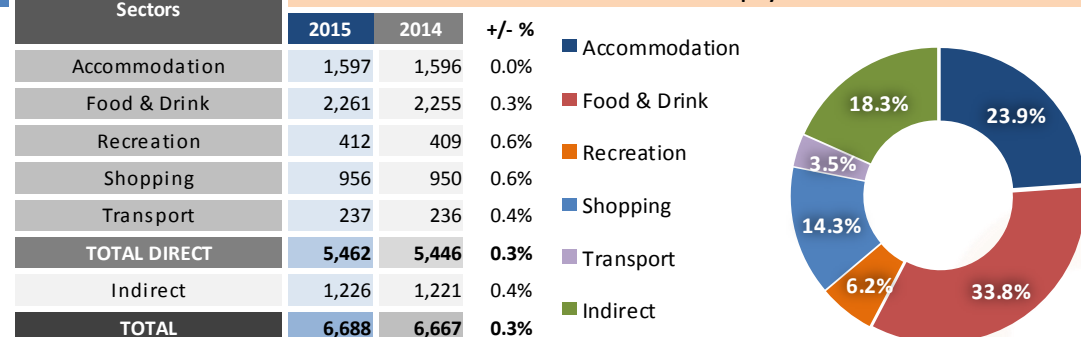 Sectors
2015 2014 +/- %
Accommodation 1,597 1,596 0.0%
Food & Drink 2,261 2,255 0.3%
Recreation 412 409 0.6%
Shopping 956 950 0.6%
Transport 237 236 0.4%
TOTAL DIRECT 5,462 5,446 0.3%
Indirect 1,226 1,221 0.4%
TOTAL 6,688 6,667 0.3%
Accommodation
Food & Drink
Recreation
Shopping
Transport
Indirect
23.9%
33.8%
6.2%
14.3%
3.5%
18.3%